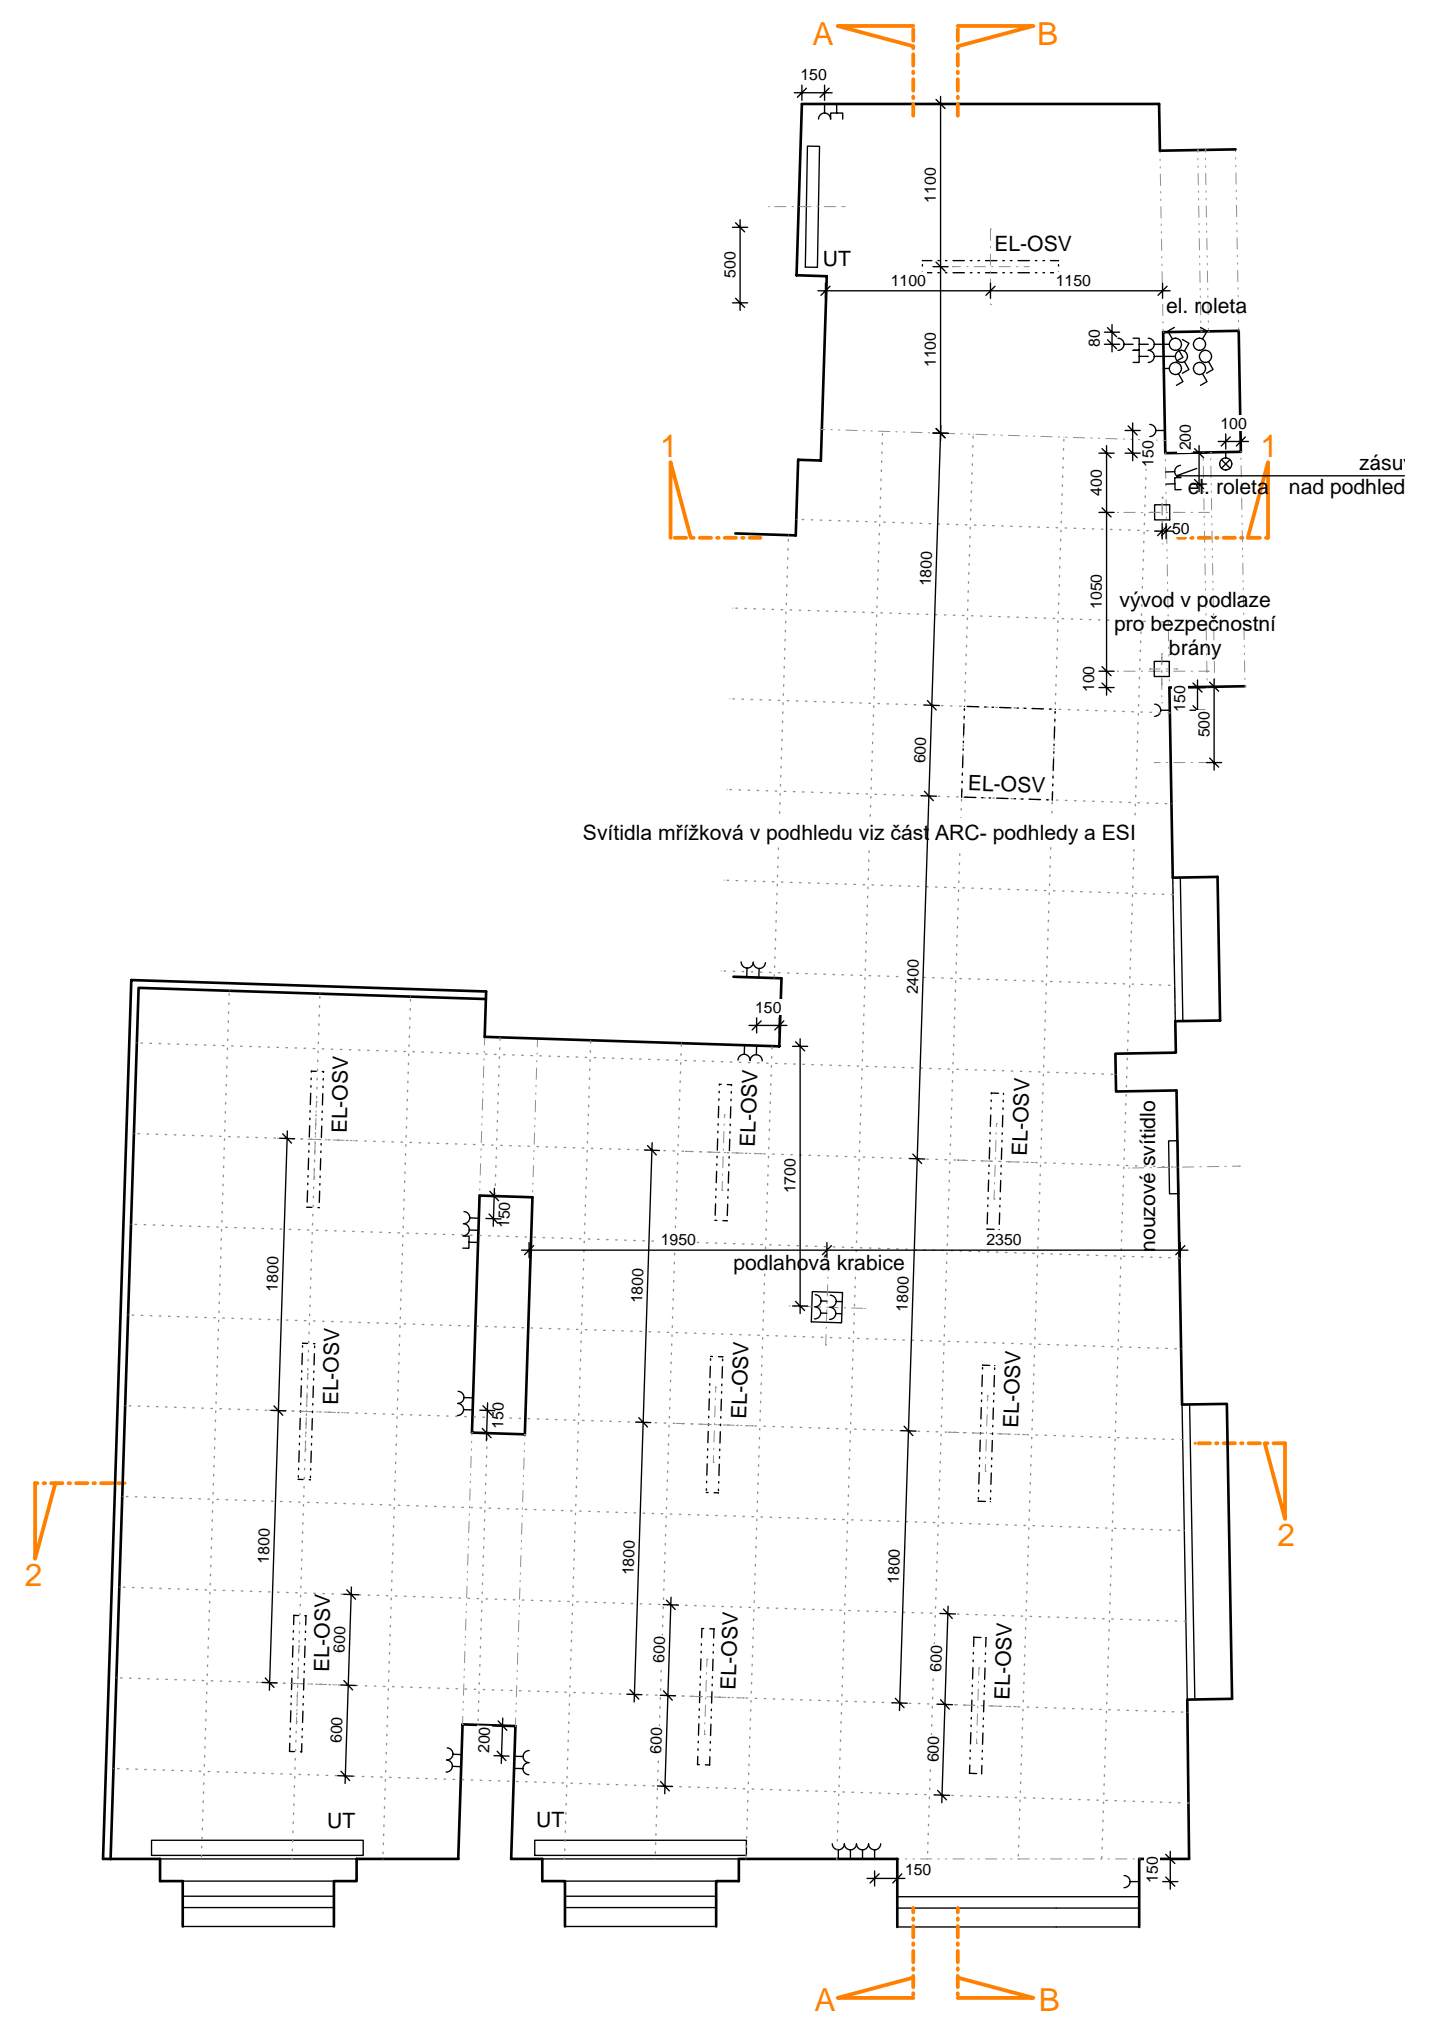 A
B
150
1100
EL-OSV
UT
500
1100
1150
el. roleta
80
1100
1
100
200
150
1
zásu
400
el. roleta
nad podhled
50
1800
1050
vývod v podlaze
pro bezpečnostní
brány
100
150
500
600
EL-OSV
Svítidla mřížková v podhledu viz část ARC- podhledy a ESI
2400
150
EL-OSV
EL-OSV
EL-OSV
nouzové svítidlo
1700
150
1950
2350
podlahová krabice
1800
1800
1800
EL-OSV
EL-OSV
EL-OSV
150
2
2
1800
1800
1800
EL-OSV
600
EL-OSV
600
EL-OSV
600
600
200
600
600
UT
UT
150
150
A
B